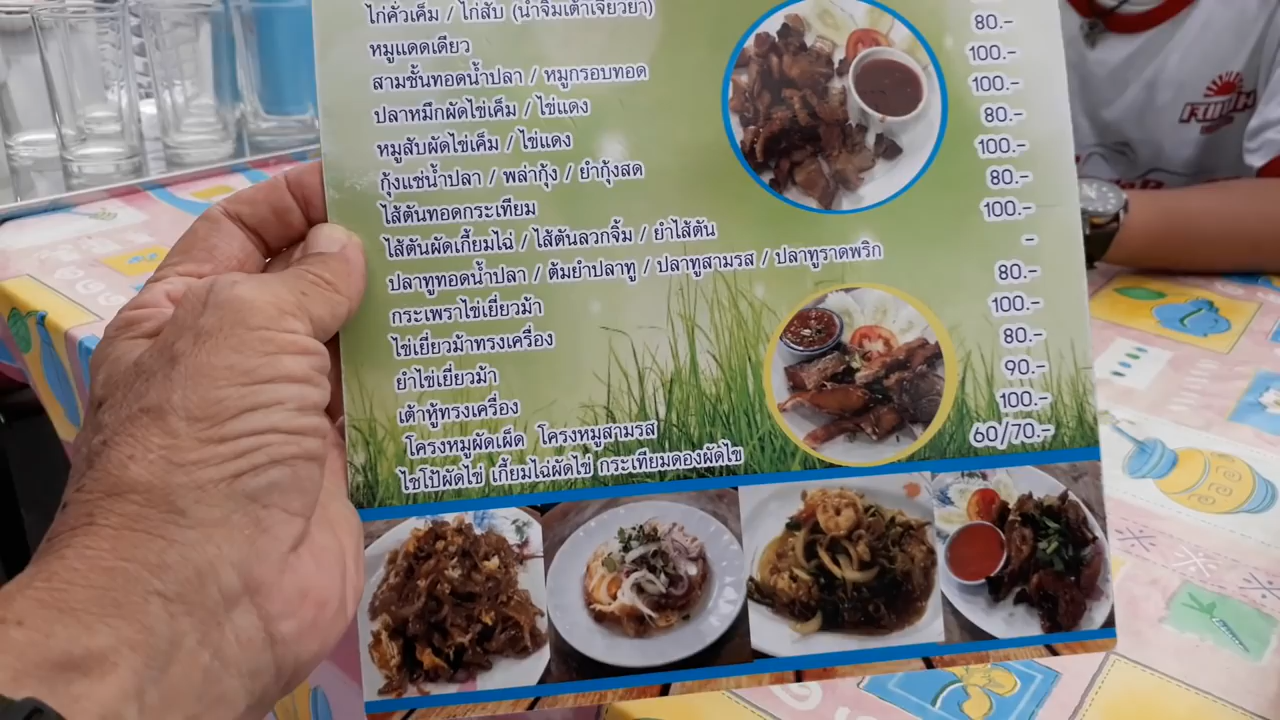 ไก่คั่วเค็ม / ไก่สับ (น้ำจิ้มเต้าเจี้ยวยำ)
80.-
หมูแดดเดียว
100.-
สามชั้นทอดน้ำปลา / หมูกรอบทอด
100.-
ปลาหมึกผัดไข่เค็ม / ไข่แดง
80.-
หมูสับผัดไข่เค็ม / ไข่แดง
100.-
กุ้งแช่น้ำปลา / พล่ากุ้ง / ยำกุ้งสด
80.-
ไส้ตันทอดกระเทียม
100.-
ไส้ตันผัดเกี้ยมไฉ่ / ไส้ตันลวกจิ้ม / ยำไส้ตัน
-
ปลาทูทอดน้ำปลา / ต้มยำปลาทู / ปลาทูสามรส / ปลาทูราดพริก
80.-
กระเพราไข่เยี่ยวม้า
100.-
ไข่เยี่ยวม้าทรงเครื่อง
80.-
ยำไข่เยี่ยวม้า
90.-
เต้าหู้ทรงเครื่อง
100.-
โครงหมูผัดเผ็ด โครงหมูสามรส
60/70.-
ไชโป๊ผัดไข่ เกี้ยมไฉ่ผัดไข่ กระเทียมดองผัดไข่